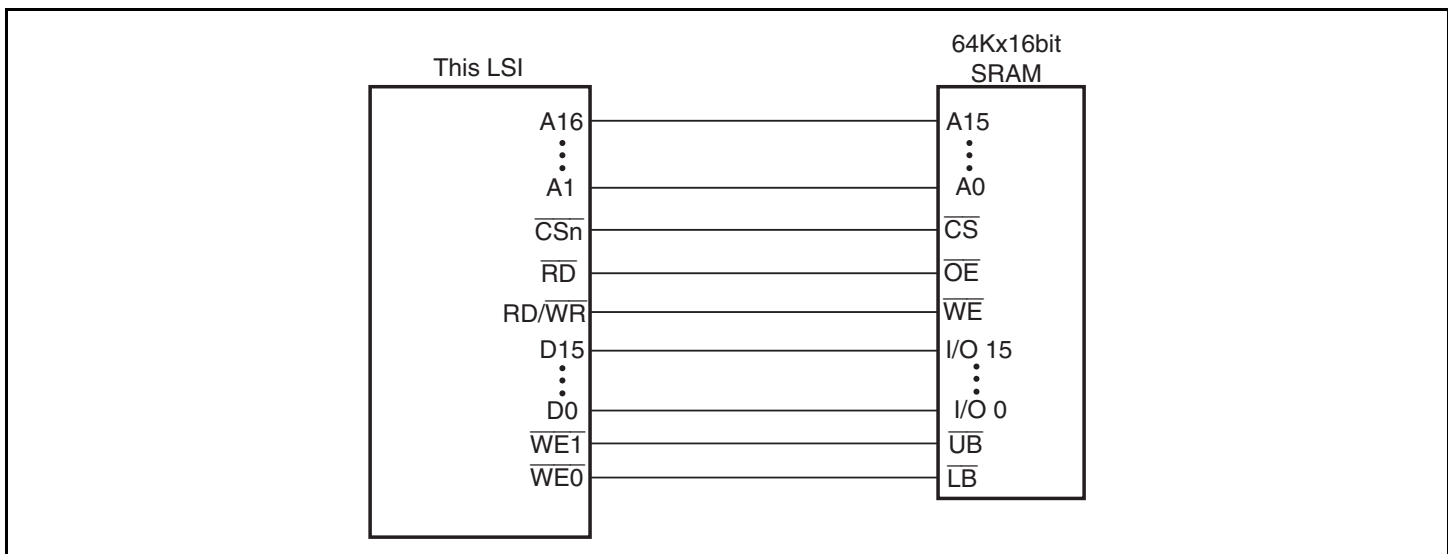 This LSI
64Kx16bit
SRAM
A16 A15
A1 A0
CSn CS
RD OE
RD/WR WE
D15 I/O 15
D0 I/O 0
WE1 UB
WE0 LB